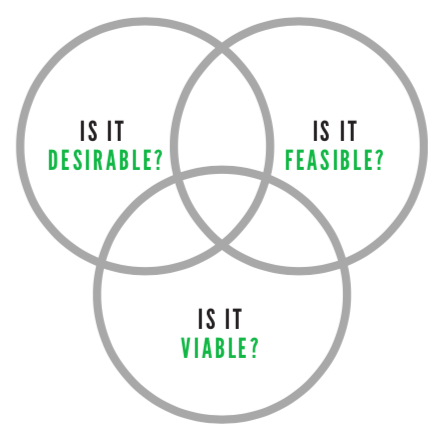 IS IT
DESIRABLE?
IS IT
FEASIBLE?
IS IT
VIABLE?